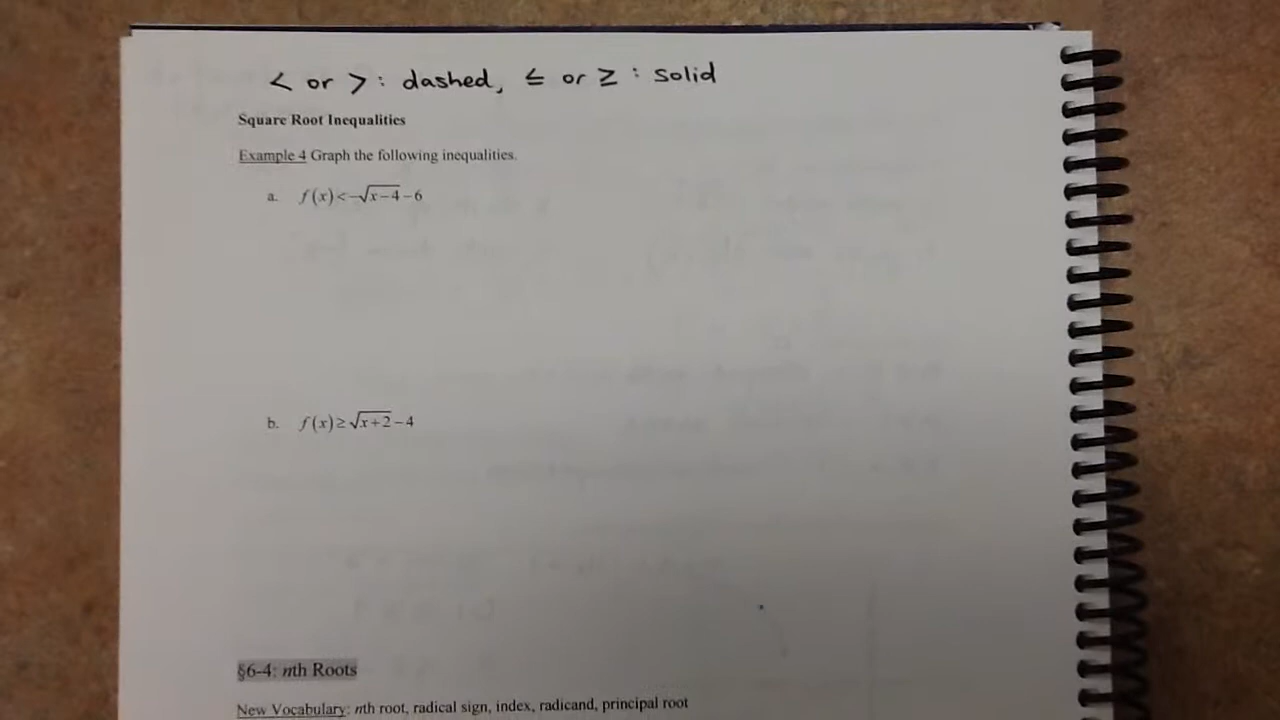 < or > : dashed, ≤ or ≥ : solid
Square Root Inequalities
Example 4 Graph the following inequalities.
a. f(x)<-√x-4-6
b. f(x)≥√x+2-4
§6-4: nth Roots
New Vocabulary: nth root, radical sign, index, radicand, principal root